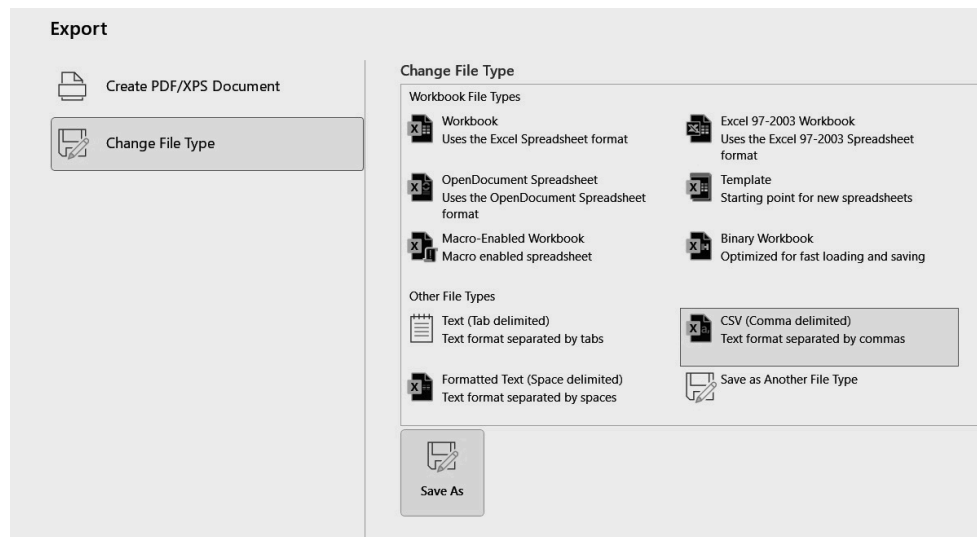 Export
Create PDF/XPS Document
Change File Type
Change File Type
Workbook File Types
Workbook
Uses the Excel Spreadsheet format
Excel 97-2003 Workbook
Uses the Excel 97-2003 Spreadsheet
format
OpenDocument Spreadsheet
Uses the OpenDocument Spreadsheet
format
Template
Starting point for new spreadsheets
Macro-Enabled Workbook
Macro enabled spreadsheet
Binary Workbook
Optimized for fast loading and saving
Other File Types
Text (Tab delimited)
Text format separated by tabs
CSV (Comma delimited)
Text format separated by commas
Formatted Text (Space delimited)
Text format separated by spaces
Save as Another File Type
Save As